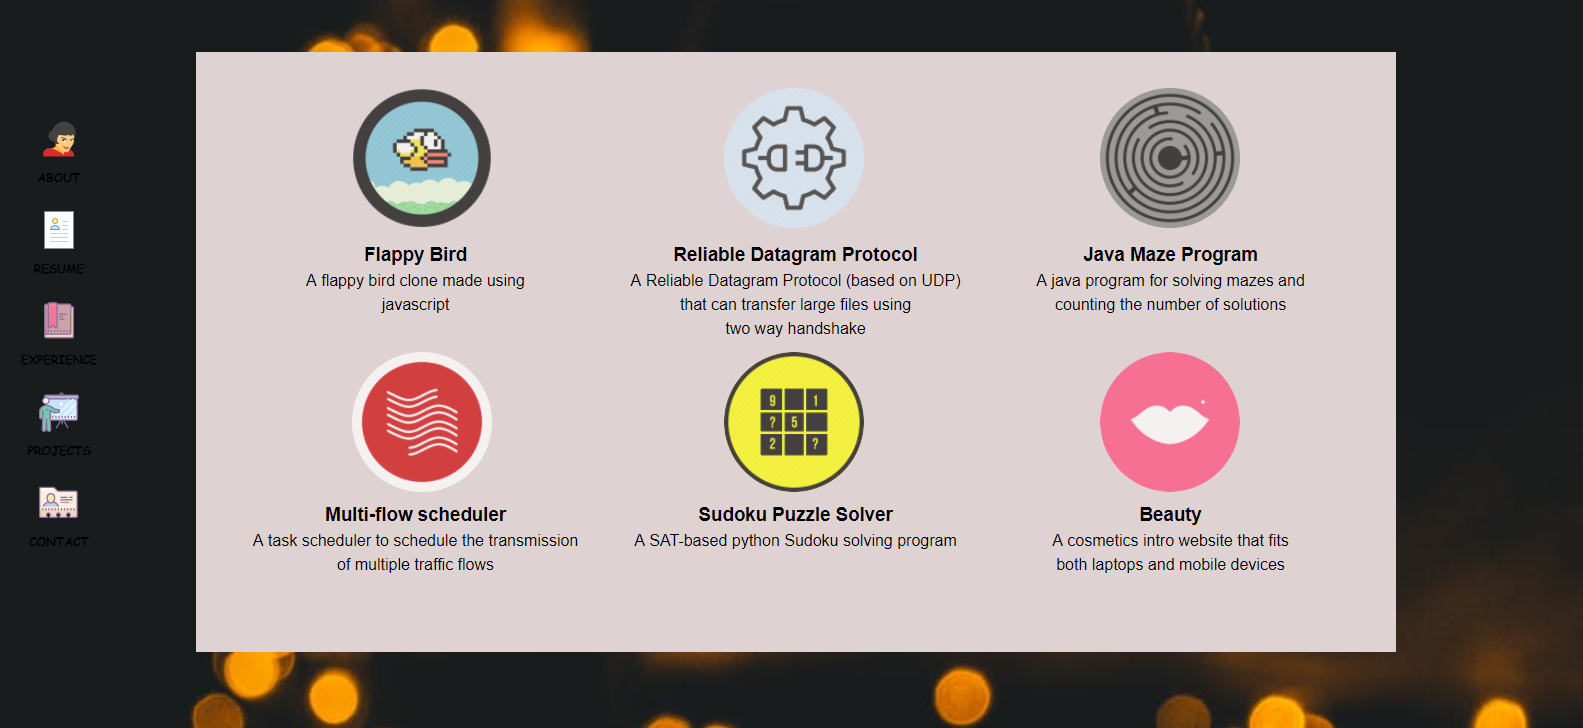 ABOUT
RESUME
EXPERIENCE
PROJECTS
CONTACT
Flappy Bird
A flappy bird clone made using
javascript
Reliable Datagram Protocol
A Reliable Datagram Protocol (based on UDP)
that can transfer large files using
two way handshake
Java Maze Program
A java program for solving mazes and
counting the number of solutions
Multi-flow scheduler
A task scheduler to schedule the transmission
of multiple traffic flows
9 1
? 5
2 ?
Sudoku Puzzle Solver
A SAT-based python Sudoku solving program
Beauty
A cosmetics intro website that fits
both laptops and mobile devices